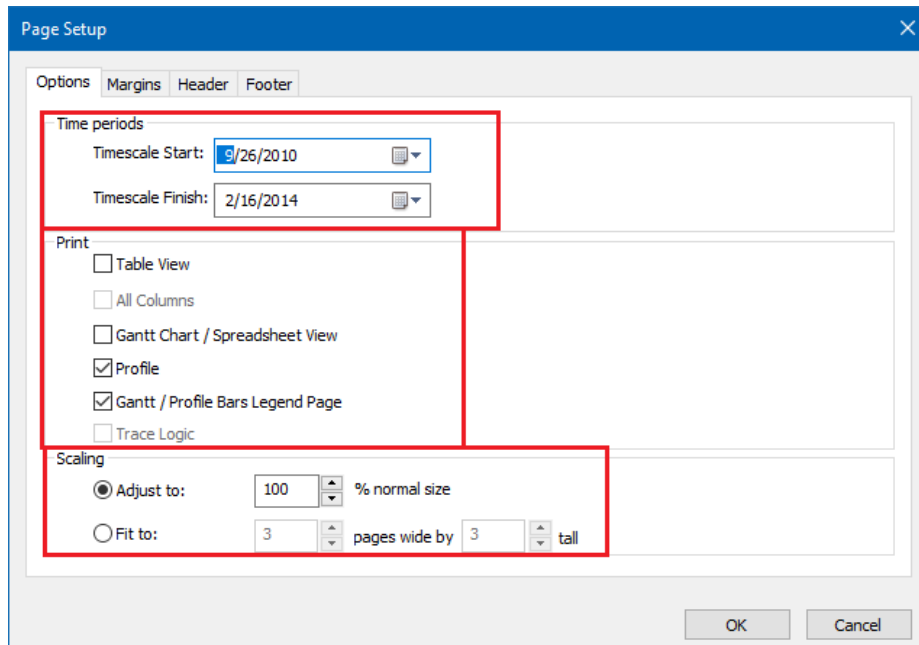 Page Setup
Options Margins Header Footer
Time periods
Timescale Start: 9/26/2010
Timescale Finish: 2/16/2014
Print
Table View
All Columns
Gantt Chart / Spreadsheet View
Profile
Gantt / Profile Bars Legend Page
Trace Logic
Scaling
Adjust to: 100 % normal size
Fit to: 3 pages wide by 3 tall
OK Cancel